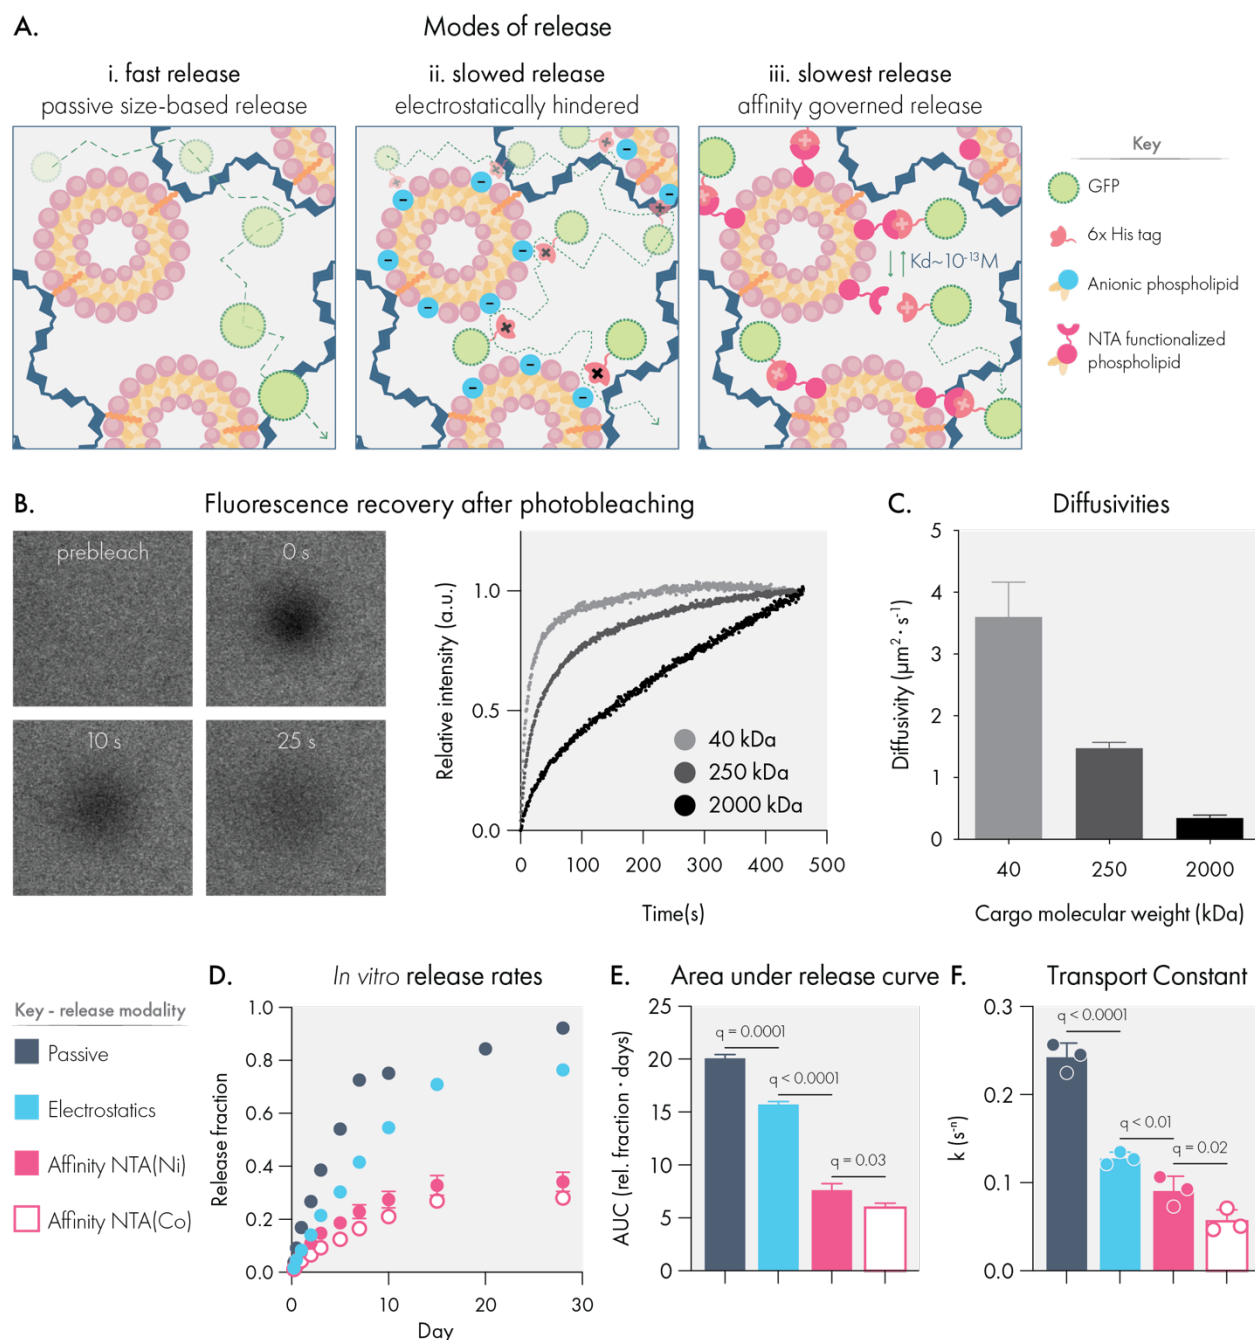 A.
Modes of release
i. fast release
passive size-based release
ii. slowed release
electrostatically hindered
iii. slowest release
affinity governed release
Kd~10⁻¹³M
Key
GFP
6x His tag
Anionic phospholipid
NTA functionalized
phospholipid
B.
Fluorescence recovery after photobleaching
prebleach
0 s
10 s
25 s
Relative intensity (a.u.)
1.0
0.5
0.0
40 kDa
250 kDa
2000 kDa
0 100 200 300 400 500
Time(s)
C.
Diffusivities
Diffusivity (µm² · s⁻¹)
5
4
3
2
1
0
40 250 2000
Cargo molecular weight (kDa)
Key - release modality
Passive
Electrostatics
Affinity NTA(Ni)
Affinity NTA(Co)
D.
In vitro release rates
Release fraction
1.0
0.8
0.6
0.4
0.2
0.0
0 10 20 30
Day
E.
Area under release curve
AUC (rel. fraction · days)
25
20
15
10
5
0
q = 0.0001
q < 0.0001
q = 0.03
F.
Transport Constant
k (s⁻ⁿ)
0.3
0.2
0.1
0.0
q < 0.0001
q < 0.01
q = 0.02